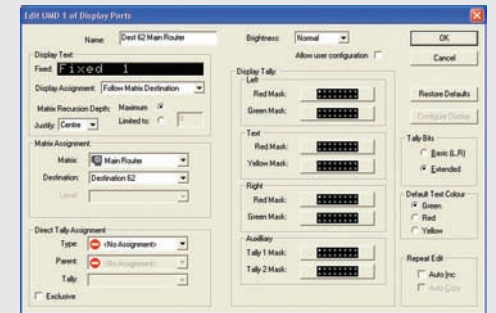 Edit UMD 1 of Display Ports
Name: Dest 62 Main Router
Brightness: Normal
OK
Allow user configuration
Cancel
Display Text:
Fixed: Fixed 1
Display Assignment: Follow Matrix Destination
Matrix Recursion Depth: Maximum
Justify: Centre Limited to:
Matrix Assignment
Matrix: Main Router
Destination: Destination 62
Level:
Direct Tally Assignment
Type: <No Assignment>
Parent: <No Assignment>
Tally:
Exclusive
Display Tally:
Left
Red Mask:
Green Mask:
Text
Red Mask:
Yellow Mask:
Right
Red Mask:
Green Mask:
Auxilliary
Tally 1 Mask:
Tally 2 Mask:
Restore Defaults
Configure Display
Tally Bits
Basic (L,R)
Extended
Default Text Colour
Green
Red
Yellow
Repeat Edit
Auto Inc
Auto Copy